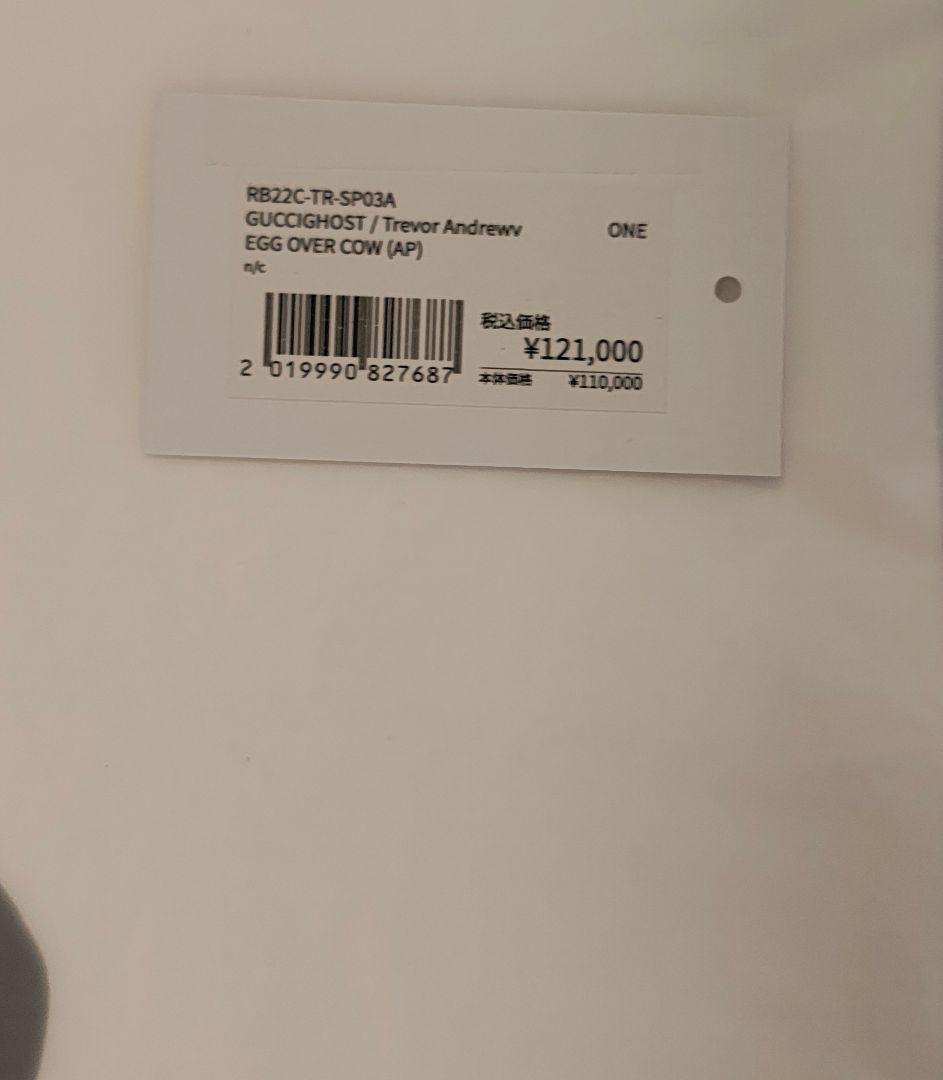 RB22C-TR-SP03A
GUCCIGHOST / Trevor Andrewv
ONE
EGG OVER COW (AP)
n/c
2 019990 827687
税込価格
¥121,000
本体価格 ¥110,000